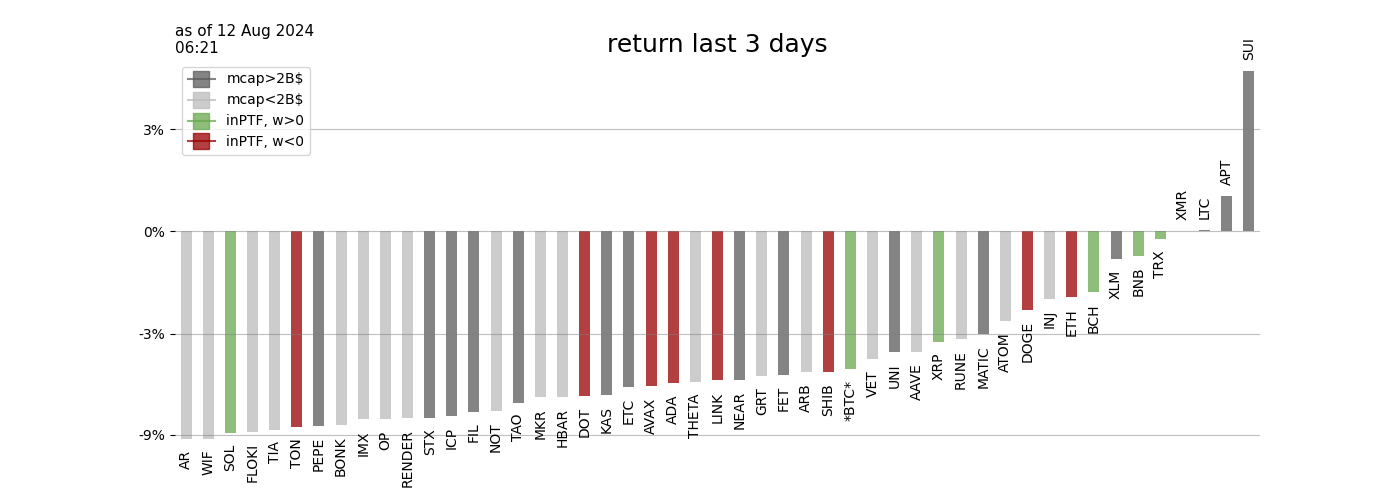 as of 12 Aug 2024
06:21
return last 3 days
mcap>2B$
mcap<2B$
inPTF, w>0
inPTF, w<0
3%
0%
-3%
-9%
AR
WIF
SOL
FLOKI
TIA
TON
PEPE
BONK
IMX
OP
RENDER
STX
ICP
FIL
NOT
TAO
MKR
HBAR
DOT
KAS
ETC
AVAX
ADA
THETA
LINK
NEAR
GRT
FET
ARB
SHIB
*BTC*
VET
UNI
AAVE
XRP
RUNE
MATIC
ATOM
DOGE
INJ
ETH
BCH
XLM
BNB
TRX
XMR
LTC
APT
SUI